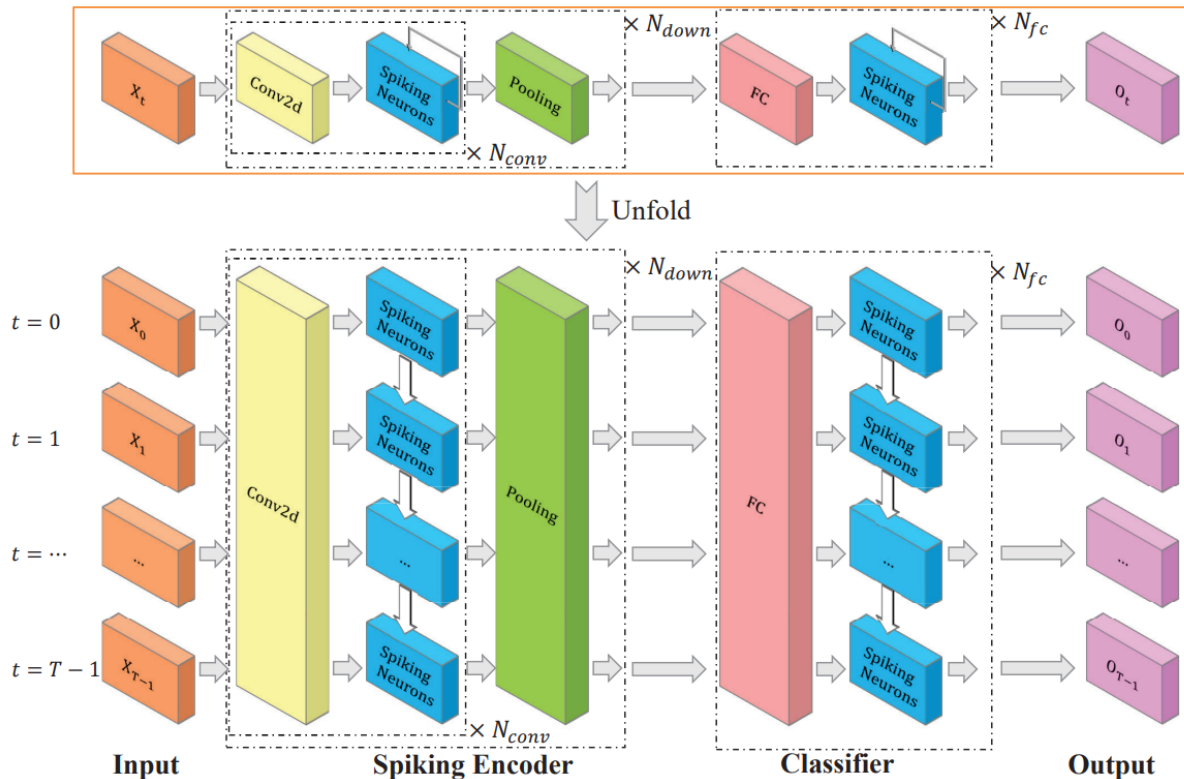 × N_down
× N_fc
X_t
Conv2d
Spiking Neurons
Pooling
FC
Spiking Neurons
O_t
× N_conv
Unfold
× N_down
× N_fc
t = 0
X_0
Spiking Neurons
Spiking Neurons
O_0
t = 1
X_1
Spiking Neurons
Spiking Neurons
O_1
Conv2d
Pooling
FC
t = ⋯
...
...
...
...
t = T − 1
X_{T−1}
Spiking Neurons
Spiking Neurons
O_{T−1}
× N_conv
Input
Spiking Encoder
Classifier
Output